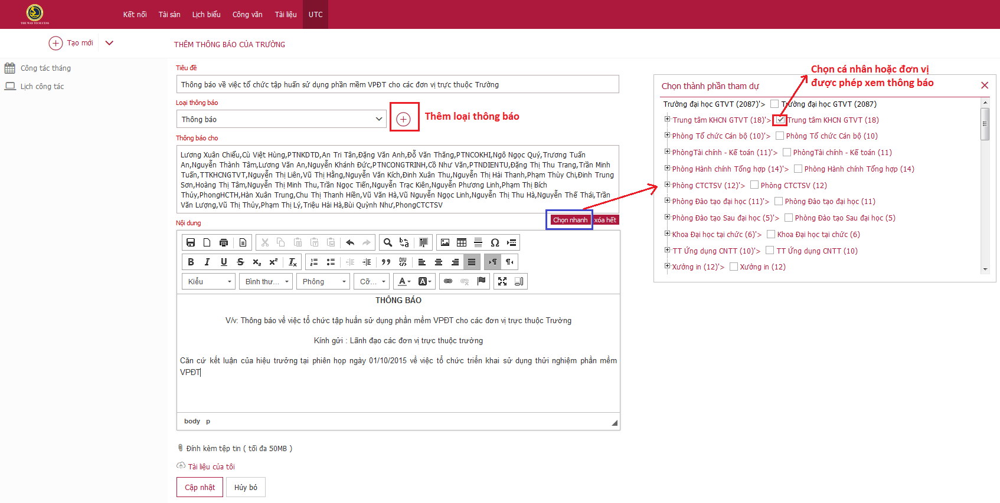 THE WAY TO SUCESS
Kết nối
Tài sản
Lịch biểu
Công văn
Tài liệu
UTC
Tạo mới
THÊM THÔNG BÁO CỦA TRƯỜNG
Công tác tháng
Lịch công tác
Tiêu đề
Thông báo về việc tổ chức tập huấn sử dụng phần mềm VPĐT cho các đơn vị trực thuộc Trường
Loại thông báo
Thông báo
Thêm loại thông báo
Thông báo cho
Lương Xuân Chiểu,Cù Việt Hùng,PTNKDTD,An Tri Tân,Đặng Văn Anh,Đỗ Văn Thăng,PTNCOKHI,Ngô Ngọc Quý,Trương Tuấn
An,Nguyễn Thành Tâm,Lương Văn An,Nguyễn Khánh Đức,PTNCONGTRINH,Cồ Như Văn,PTNDIENTU,Đặng Thị Thu Trang,Trần Minh
Tuấn,TTKHCNGTVT,Nguyễn Thị Liên,Vũ Thị Hằng,Nguyễn Văn Kích,Đinh Xuân Thu,Nguyễn Thị Hải Thanh,Phạm Thùy Chi,Đinh Trung
Sơn,Hoàng Thị Tâm,Nguyễn Thị Minh Thu,Trần Ngọc Tiến,Nguyễn Trạc Kiên,Nguyễn Phương Linh,Phạm Thị Bích
Thủy,PhongHCTH,Hàn Xuân Trung,Chu Thị Thanh Hiền,Vũ Văn Hà,Vũ Nguyễn Ngọc Linh,Nguyễn Thị Thu Hà,Nguyễn Thế Thái,Trần
Văn Lượng,Vũ Thị Thủy,Phạm Thị Lý,Triệu Hải Hà,Bùi Quỳnh Như,PhongCTCTSV
Chọn nhanh
xóa hết
Nội dung
Kiểu
Bình thư...
Phông
Cỡ...
THÔNG BÁO
V/v: Thông báo về việc tổ chức tập huấn sử dụng phần mềm VPĐT cho các đơn vị trực thuộc Trường
Kính gửi : Lãnh đạo các đơn vị trực thuộc trường
Căn cứ kết luận của hiệu trưởng tại phiên họp ngày 01/10/2015 về việc tổ chức triển khai sử dụng thửi nghiệm phần mềm
VPĐT
body p
Đính kèm tệp tin ( tối đa 50MB )
Tài liệu của tôi
Cập nhật
Hủy bỏ
Chọn cá nhân hoặc đơn vị
được phép xem thông báo
Chọn thành phần tham dự
Trường đại học GTVT (2087)'> Trường đại học GTVT (2087)
Trung tâm KHCN GTVT (18)'> Trung tâm KHCN GTVT (18)
Phòng Tổ chức Cán bộ (10)'> Phòng Tổ chức Cán bộ (10)
PhòngTài chính - Kế toán (11)'> PhòngTài chính - Kế toán (11)
Phòng Hành chính Tổng hợp (14)'> Phòng Hành chính Tổng hợp (14)
Phòng CTCTSV (12)'> Phòng CTCTSV (12)
Phòng Đào tạo đại học (11)'> Phòng Đào tạo đại học (11)
Phòng Đào tạo Sau đại học (5)'> Phòng Đào tạo Sau đại học (5)
Khoa Đại học tại chức (6)'> Khoa Đại học tại chức (6)
TT Ứng dụng CNTT (10)'> TT Ứng dụng CNTT (10)
Xưởng in (12)'> Xưởng in (12)